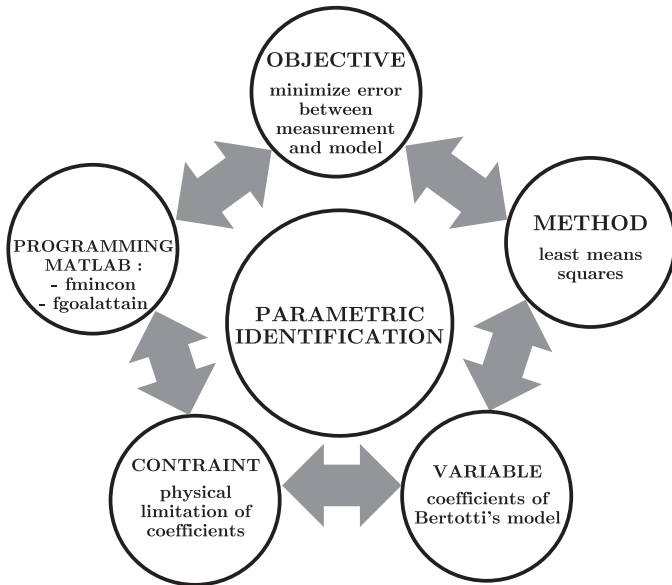 OBJECTIVE
minimize error
between
measurement
and model
METHOD
least means
squares
VARIABLE
coefficients of
Bertotti's model
CONTRAINT
physical
limitation of
coefficients
PROGRAMMING
MATLAB :
- fmincon
- fgoalattain
PARAMETRIC
IDENTIFICATION